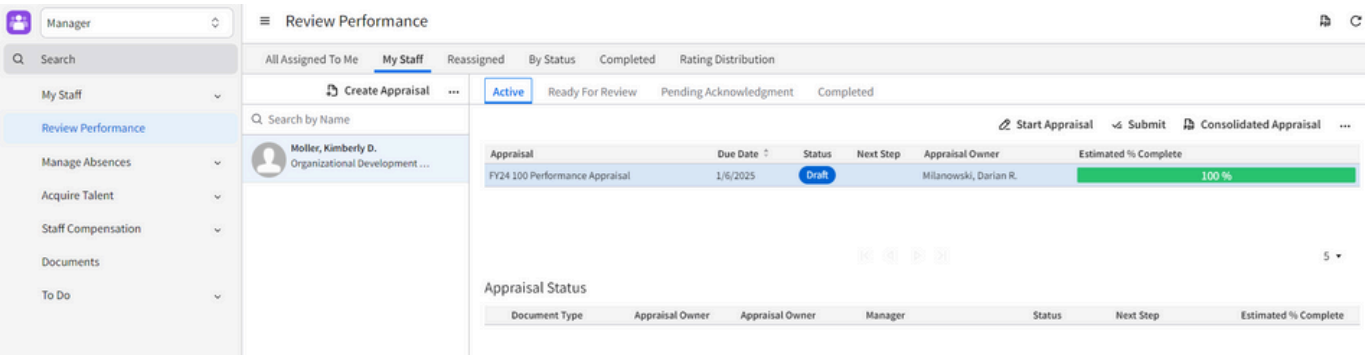 Manager
Search
My Staff
Review Performance
Manage Absences
Acquire Talent
Staff Compensation
Documents
To Do
Review Performance
All Assigned To Me My Staff Reassigned By Status Completed Rating Distribution
Create Appraisal ...
Search by Name
Moller, Kimberly D.
Organizational Development ...
Active Ready For Review Pending Acknowledgment Completed
Start Appraisal Submit Consolidated Appraisal ...
Appraisal Due Date Status Next Step Appraisal Owner Estimated % Complete
FY24 100 Performance Appraisal 1/6/2025 Draft Milanowski, Darian R. 100 %
5
Appraisal Status
Document Type Appraisal Owner Appraisal Owner Manager Status Next Step Estimated % Complete